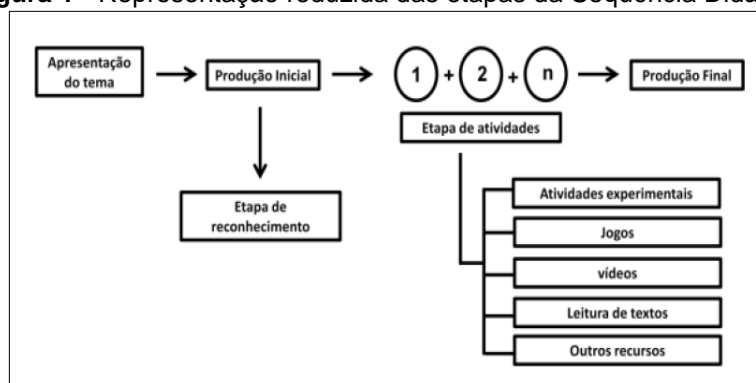 Representação reduzida das etapas da Sequência
Apresentação
do tema
Produção Inicial
1 + 2 + n
Produção Final
Etapa de atividades
Etapa de
reconhecimento
Atividades experimentais
Jogos
vídeos
Leitura de textos
Outros recursos